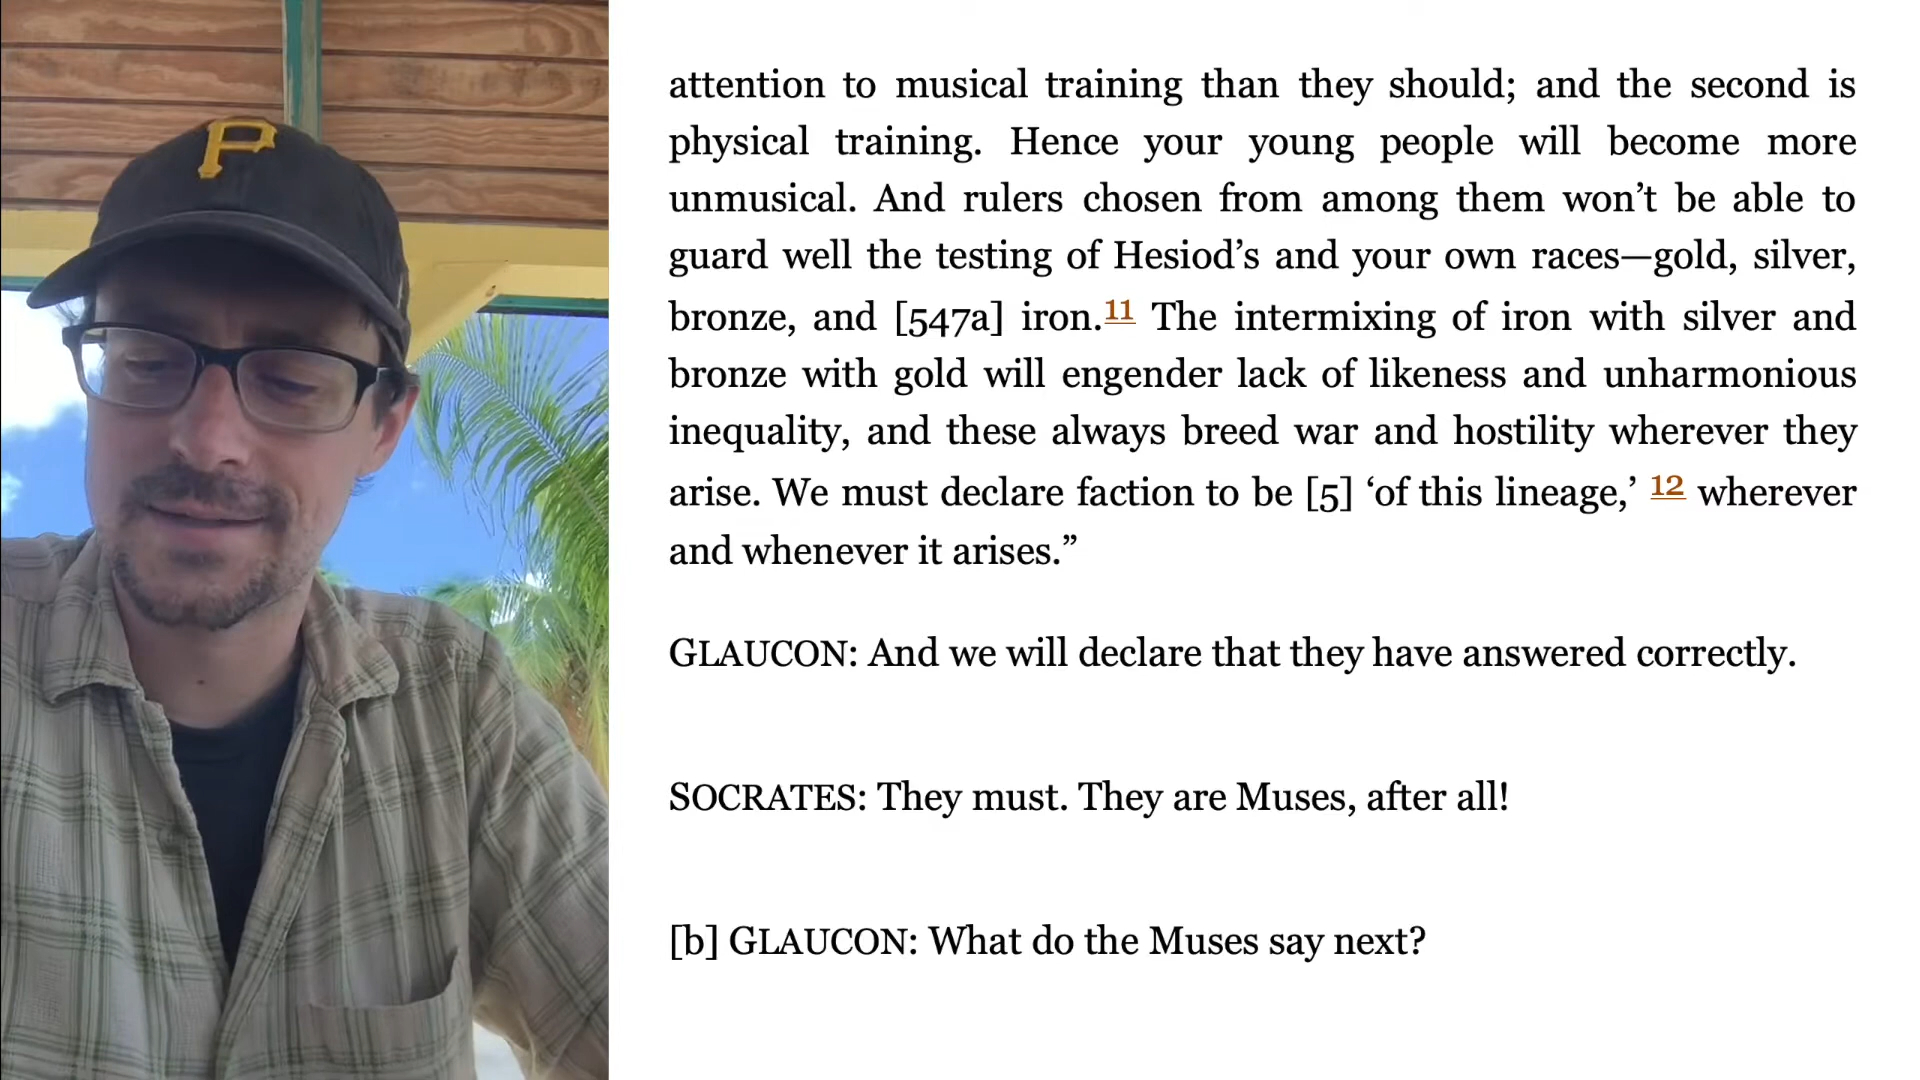 P
attention to musical training than they should; and the second is
physical training. Hence your young people will become more
unmusical. And rulers chosen from among them won’t be able to
guard well the testing of Hesiod’s and your own races—gold, silver,
bronze, and [547a] iron.11 The intermixing of iron with silver and
bronze with gold will engender lack of likeness and unharmonious
inequality, and these always breed war and hostility wherever they
arise. We must declare faction to be [5] ‘of this lineage,’ 12 wherever
and whenever it arises.”
GLAUCON: And we will declare that they have answered correctly.
SOCRATES: They must. They are Muses, after all!
[b] GLAUCON: What do the Muses say next?